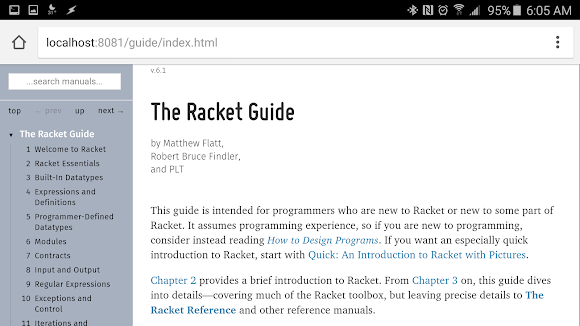 95% 6:05 AM
localhost:8081/guide/index.html
...search manuals...
top ← prev up next →
The Racket Guide
1 Welcome to Racket
2 Racket Essentials
3 Built-In Datatypes
4 Expressions and
Definitions
5 Programmer-Defined
Datatypes
6 Modules
7 Contracts
8 Input and Output
9 Regular Expressions
10 Exceptions and
Control
11 Iterations and
v.6.1
The Racket Guide
by Matthew Flatt,
Robert Bruce Findler,
and PLT
This guide is intended for programmers who are new to Racket or new to some part of
Racket. It assumes programming experience, so if you are new to programming,
consider instead reading How to Design Programs. If you want an especially quick
introduction to Racket, start with Quick: An Introduction to Racket with Pictures.
Chapter 2 provides a brief introduction to Racket. From Chapter 3 on, this guide dives
into details—covering much of the Racket toolbox, but leaving precise details to The
Racket Reference and other reference manuals.